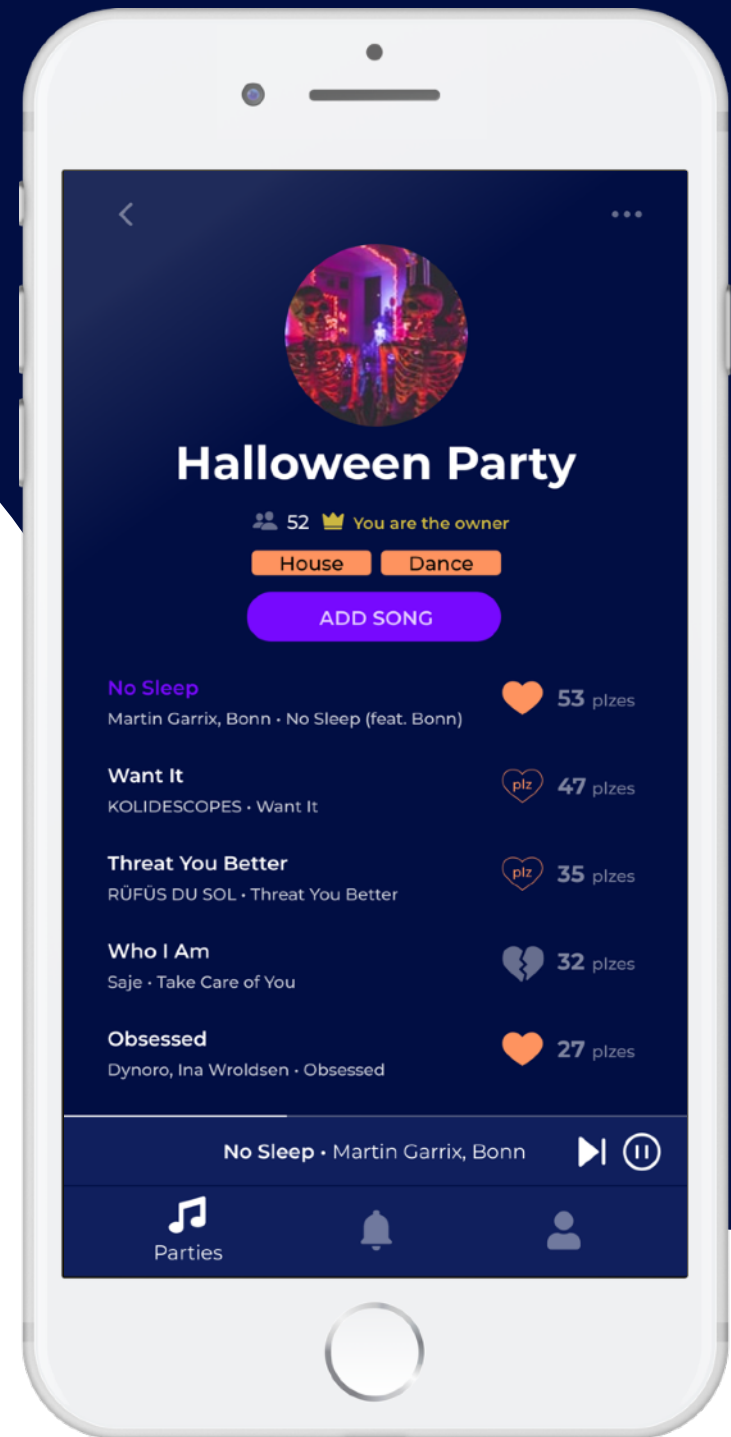 Halloween Party
52 You are the owner
House Dance
ADD SONG
No Sleep
Martin Garrix, Bonn • No Sleep (feat. Bonn)
53 plzes
Want It
KOLIDESCOPES • Want It
plz 47 plzes
Threat You Better
RÜFÜS DU SOL • Threat You Better
plz 35 plzes
Who I Am
Saje • Take Care of You
32 plzes
Obsessed
Dynoro, Ina Wroldsen • Obsessed
27 plzes
No Sleep • Martin Garrix, Bonn
Parties